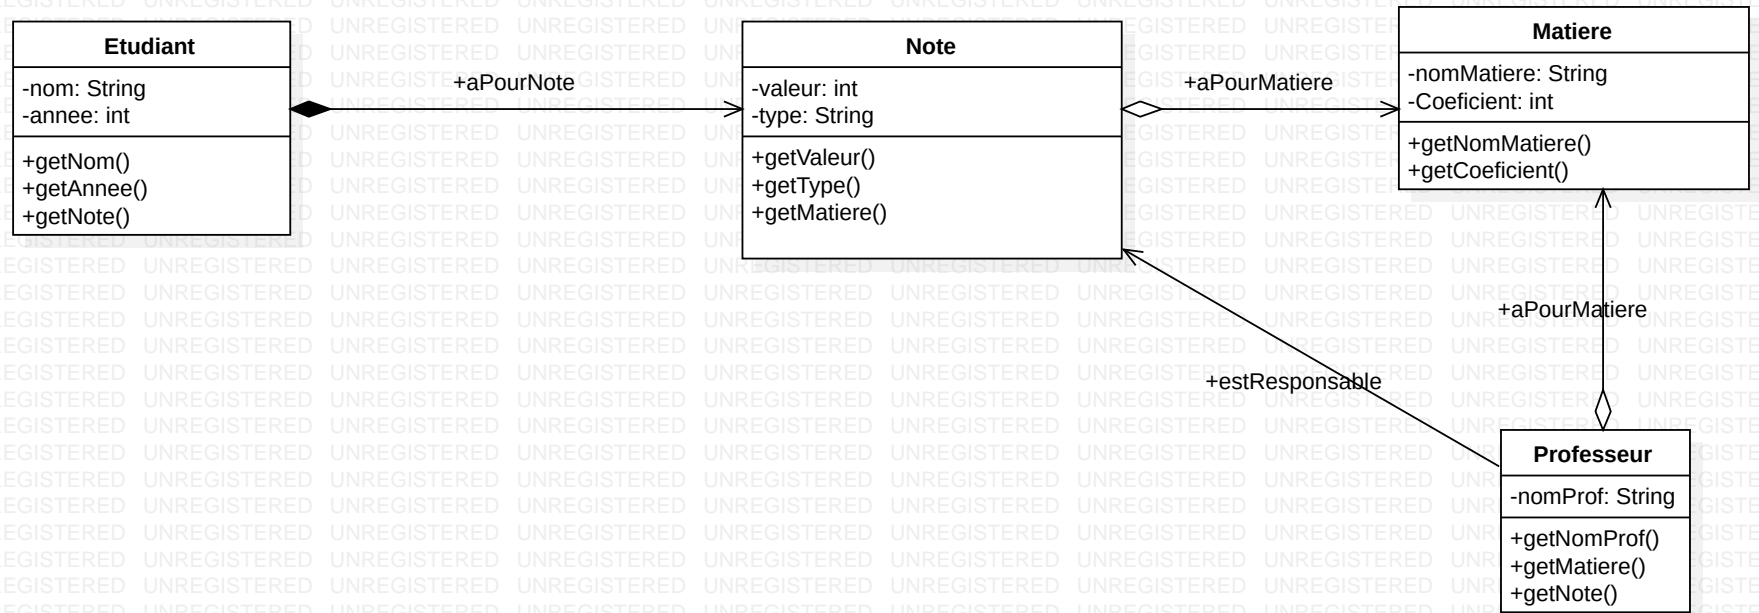 Etudiant
-nom: String
-annee: int
+getNom()
+getAnnee()
+getNote()
+aPourNote
Note
-valeur: int
-type: String
+getValeur()
+getType()
+getMatiere()
+aPourMatiere
Matiere
-nomMatiere: String
-Coeficient: int
+getNomMatiere()
+getCoeficient()
+aPourMatiere
+estResponsable
Professeur
-nomProf: String
+getNomProf()
+getMatiere()
+getNote()
UNREGISTERED